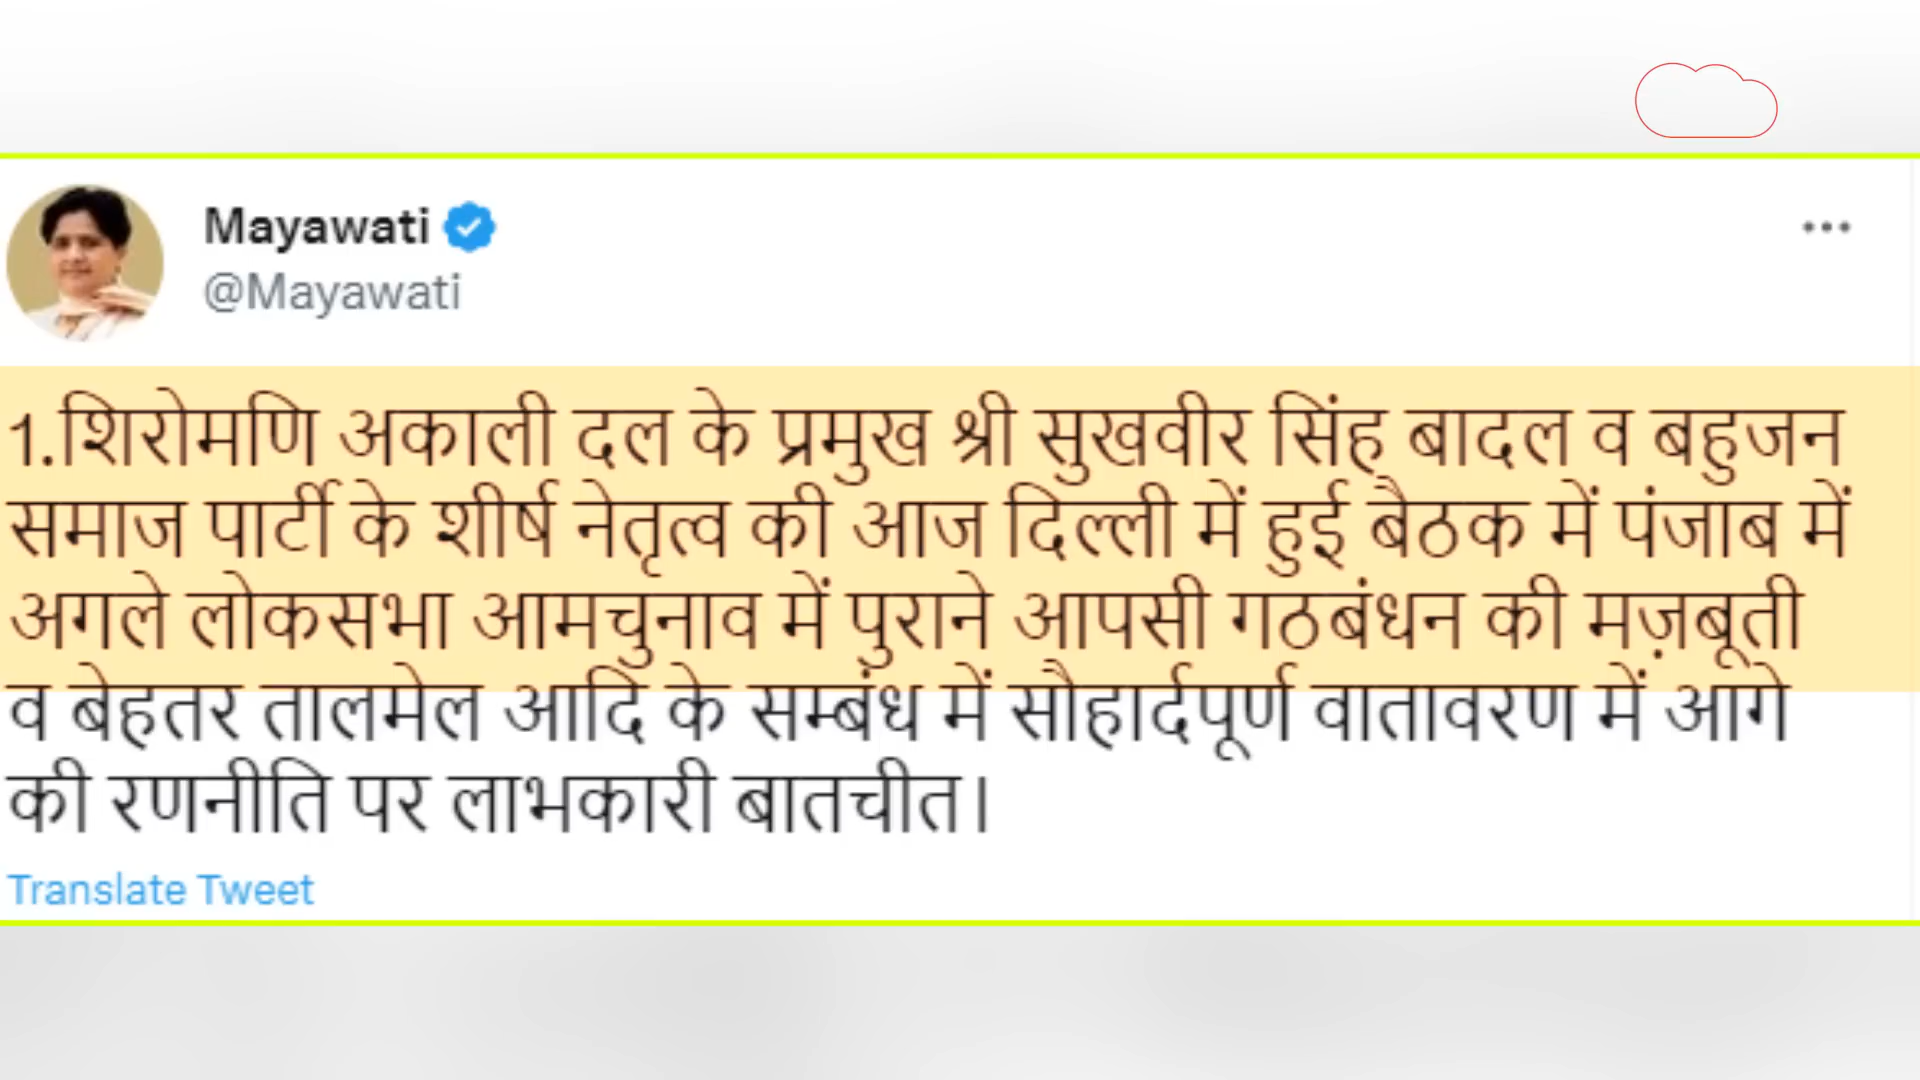 Mayawati
@Mayawati
1.शिरोमणि अकाली दल के प्रमुख श्री सुखवीर सिंह बादल व बहुजन
समाज पार्टी के शीर्ष नेतृत्व की आज दिल्ली में हुई बैठक में पंजाब में
अगले लोकसभा आमचुनाव में पुराने आपसी गठबंधन की मज़बूती
व बेहतर तालमेल आदि के सम्बंध में सौहार्दपूर्ण वातावरण में आगे
की रणनीति पर लाभकारी बातचीत।
Translate Tweet